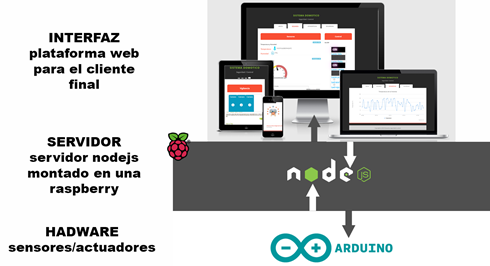 INTERFAZ
plataforma web
para el cliente
final
SERVIDOR
servidor nodejs
montado en una
raspberry
node
JS
HADWARE
sensores/actuadores
ARDUINO